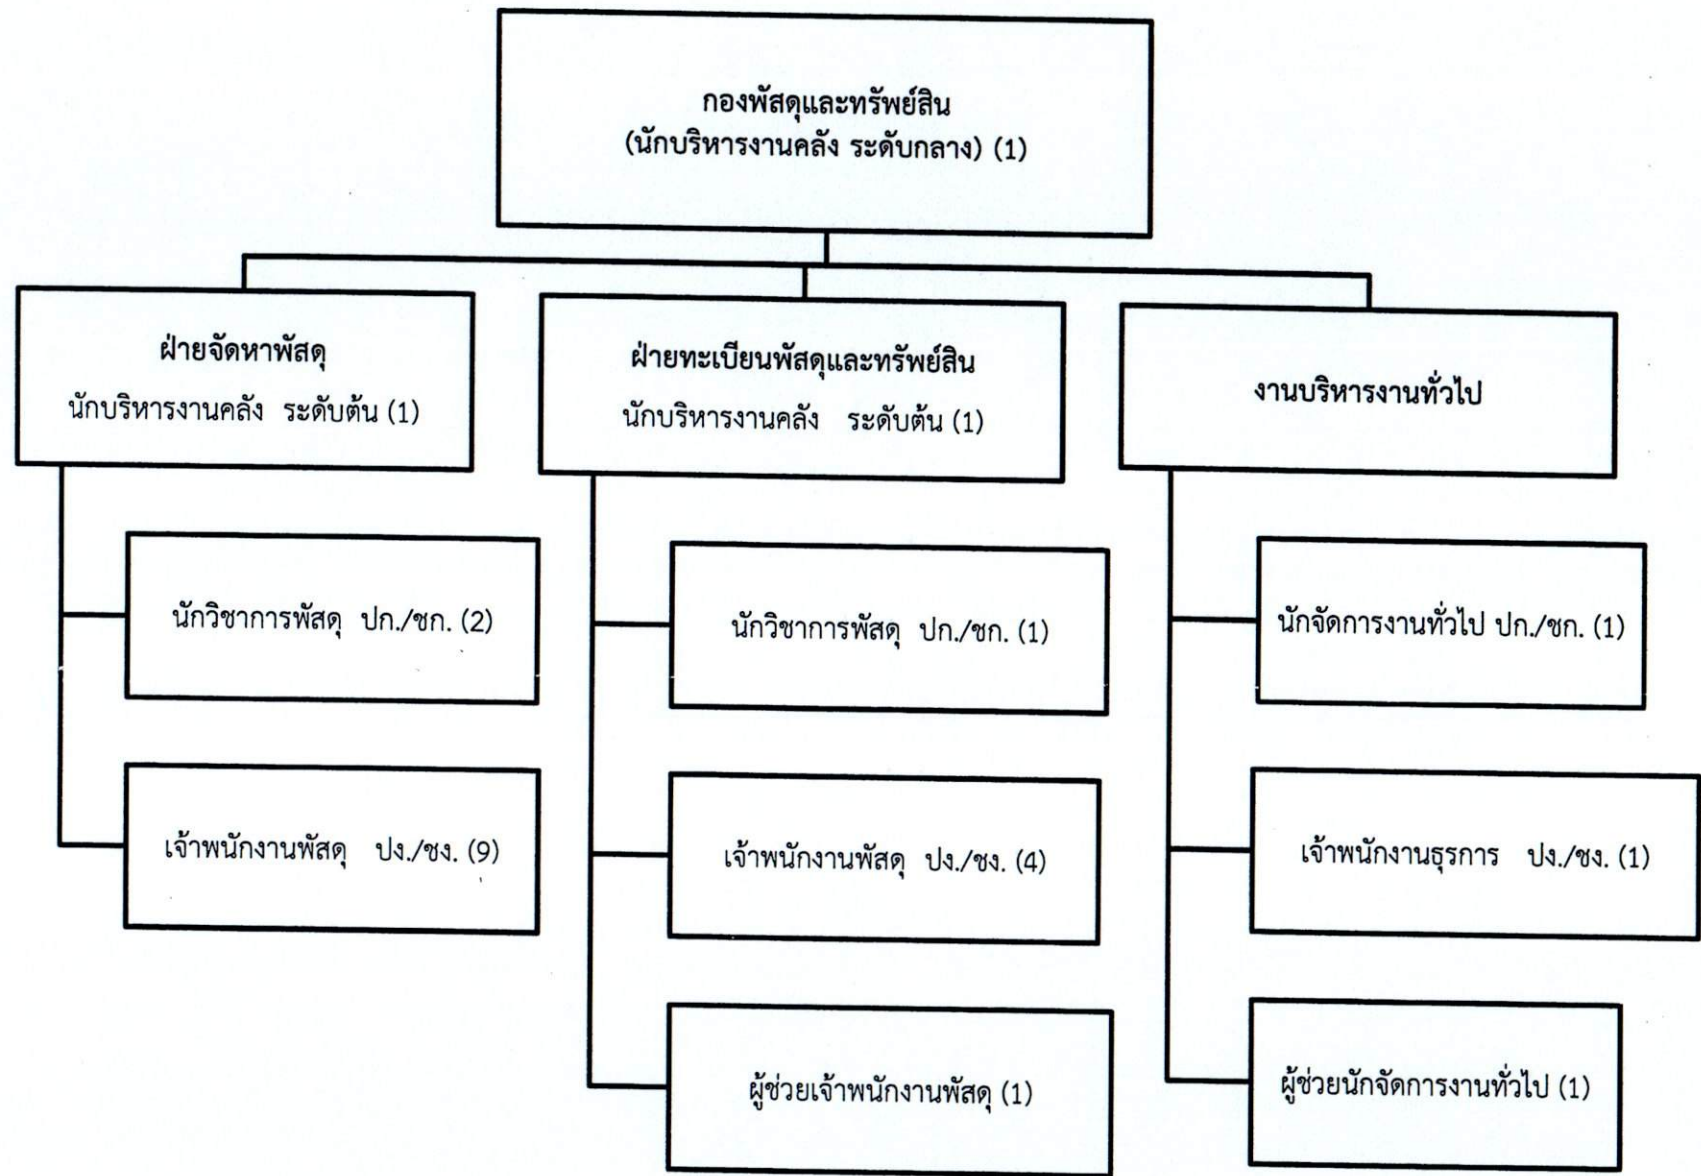 กองพัสดุและทรัพย์สิน
(นักบริหารงานคลัง ระดับกลาง) (1)
ฝ่ายจัดหาพัสดุ
นักบริหารงานคลัง ระดับต้น (1)
นักวิชาการพัสดุ ปก./ชก. (2)
เจ้าพนักงานพัสดุ ปง./ชง. (9)
ฝ่ายทะเบียนพัสดุและทรัพย์สิน
นักบริหารงานคลัง ระดับต้น (1)
นักวิชาการพัสดุ ปก./ชก. (1)
เจ้าพนักงานพัสดุ ปง./ชง. (4)
ผู้ช่วยเจ้าพนักงานพัสดุ (1)
งานบริหารงานทั่วไป
นักจัดการงานทั่วไป ปก./ชก. (1)
เจ้าพนักงานธุรการ ปง./ชง. (1)
ผู้ช่วยนักจัดการงานทั่วไป (1)